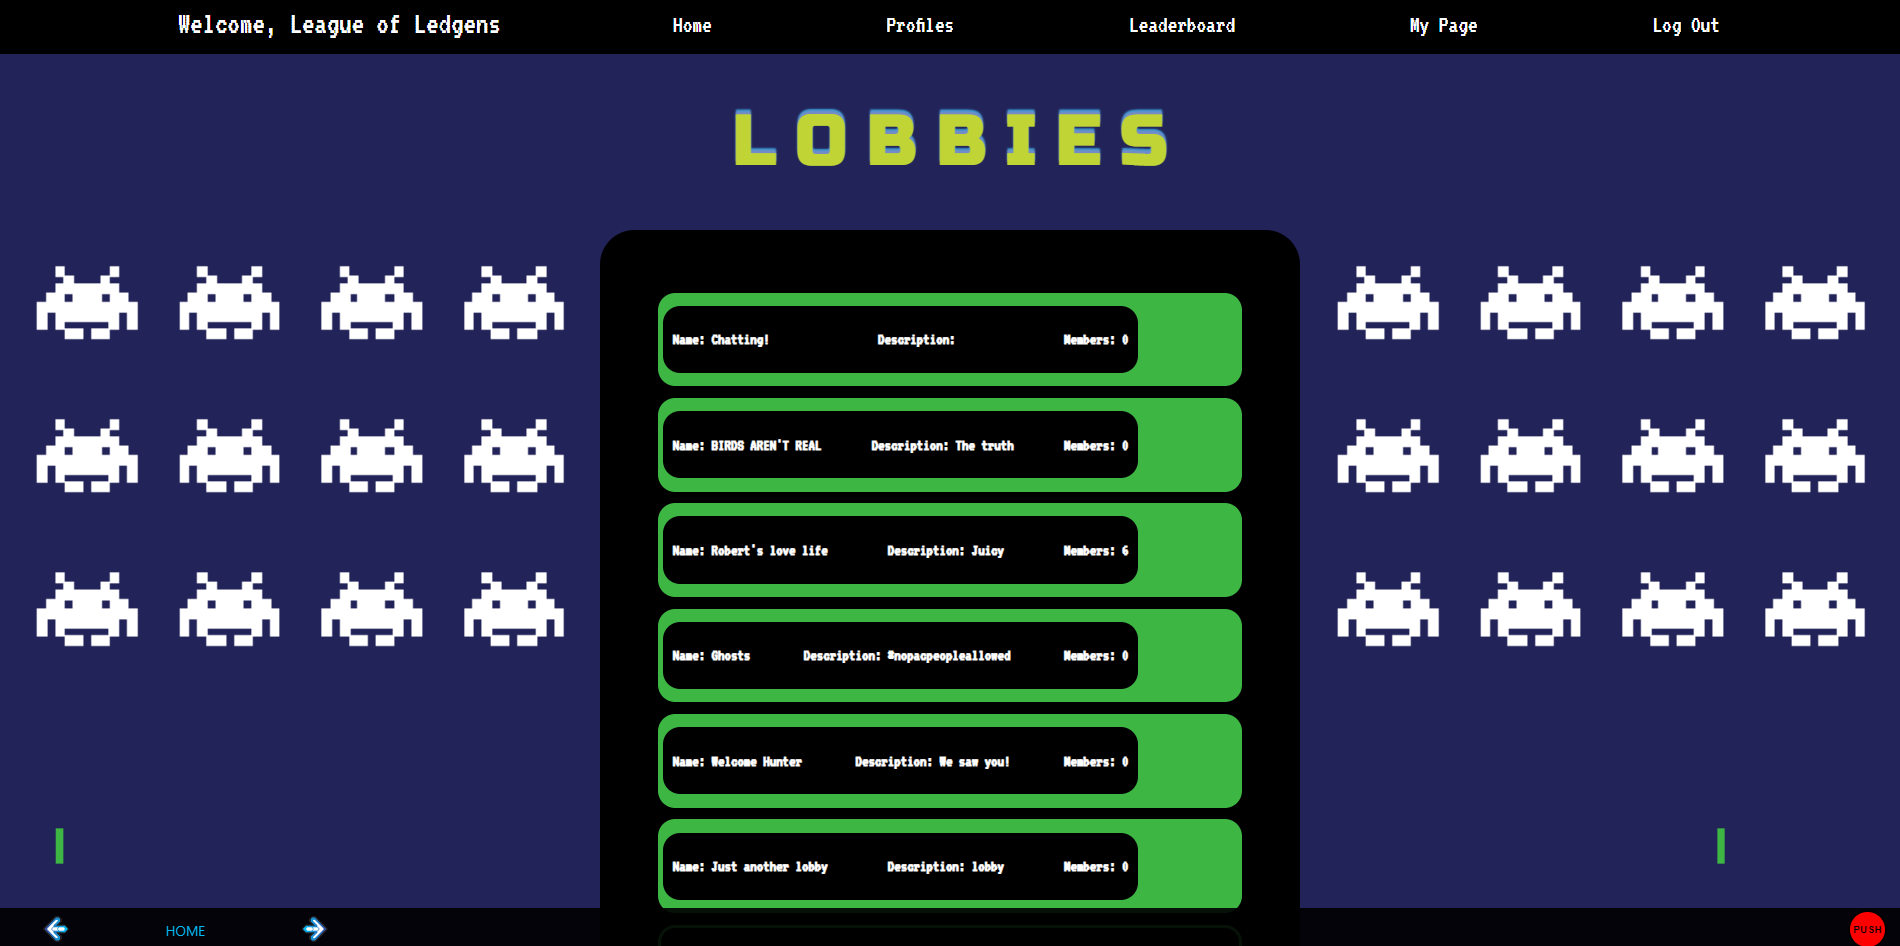 Welcome, League of Ledgens Home Profiles Leaderboard My Page Log Out
LOBBIES
Name: Chatting! Description: Members: 0
Name: BIRDS AREN'T REAL Description: The truth Members: 0
Name: Robert's love life Description: Juicy Members: 6
Name: Ghosts Description: #nopacpeopleallowed Members: 0
Name: Welcome Hunter Description: We saw you! Members: 0
Name: Just another lobby Description: lobby Members: 0
HOME PUSH